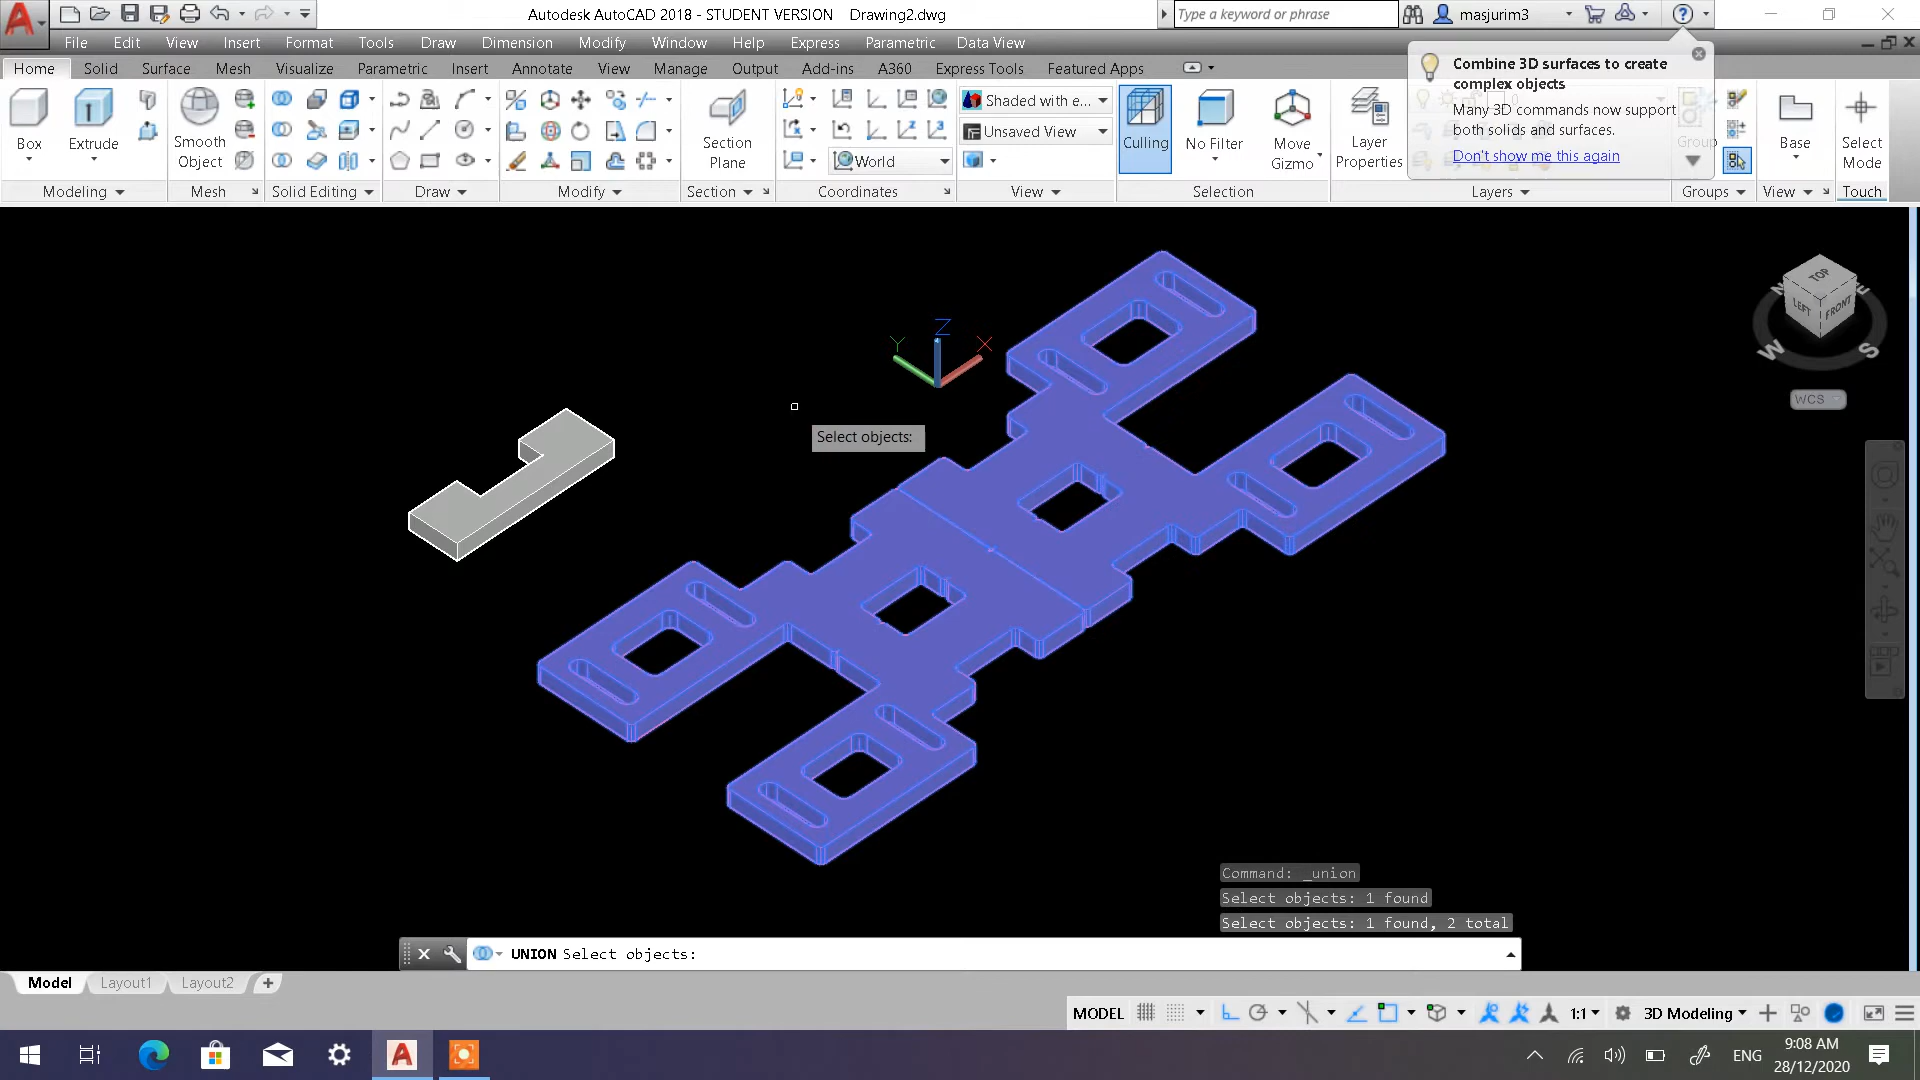 Autodesk AutoCAD 2018 - STUDENT VERSION Drawing2.dwg
Type a keyword or phrase
masjurim3
File Edit View Insert Format Tools Draw Dimension Modify Window Help Express Parametric Data View
Home Solid Surface Mesh Visualize Parametric Insert Annotate View Manage Output Add-ins A360 Express Tools Featured Apps
Combine 3D surfaces to create
complex objects
Many 3D commands now support
both solids and surfaces.
Don't show me this again
Box
Extrude
Smooth
Object
Section
Plane
Shaded with e...
Unsaved View
World
Culling
No Filter
Move
Gizmo
Layer
Properties
Group
Base
Select
Mode
Modeling Mesh Solid Editing Draw Modify Section Coordinates View Selection Layers Groups View Touch
Z
Y
X
TOP
LEFT
FRONT
N
E
W
S
WCS
Select objects:
Command: _union
Select objects: 1 found
Select objects: 1 found, 2 total
UNION Select objects:
Model Layout1 Layout2
MODEL
1:1
3D Modeling
ENG
9:08 AM
28/12/2020